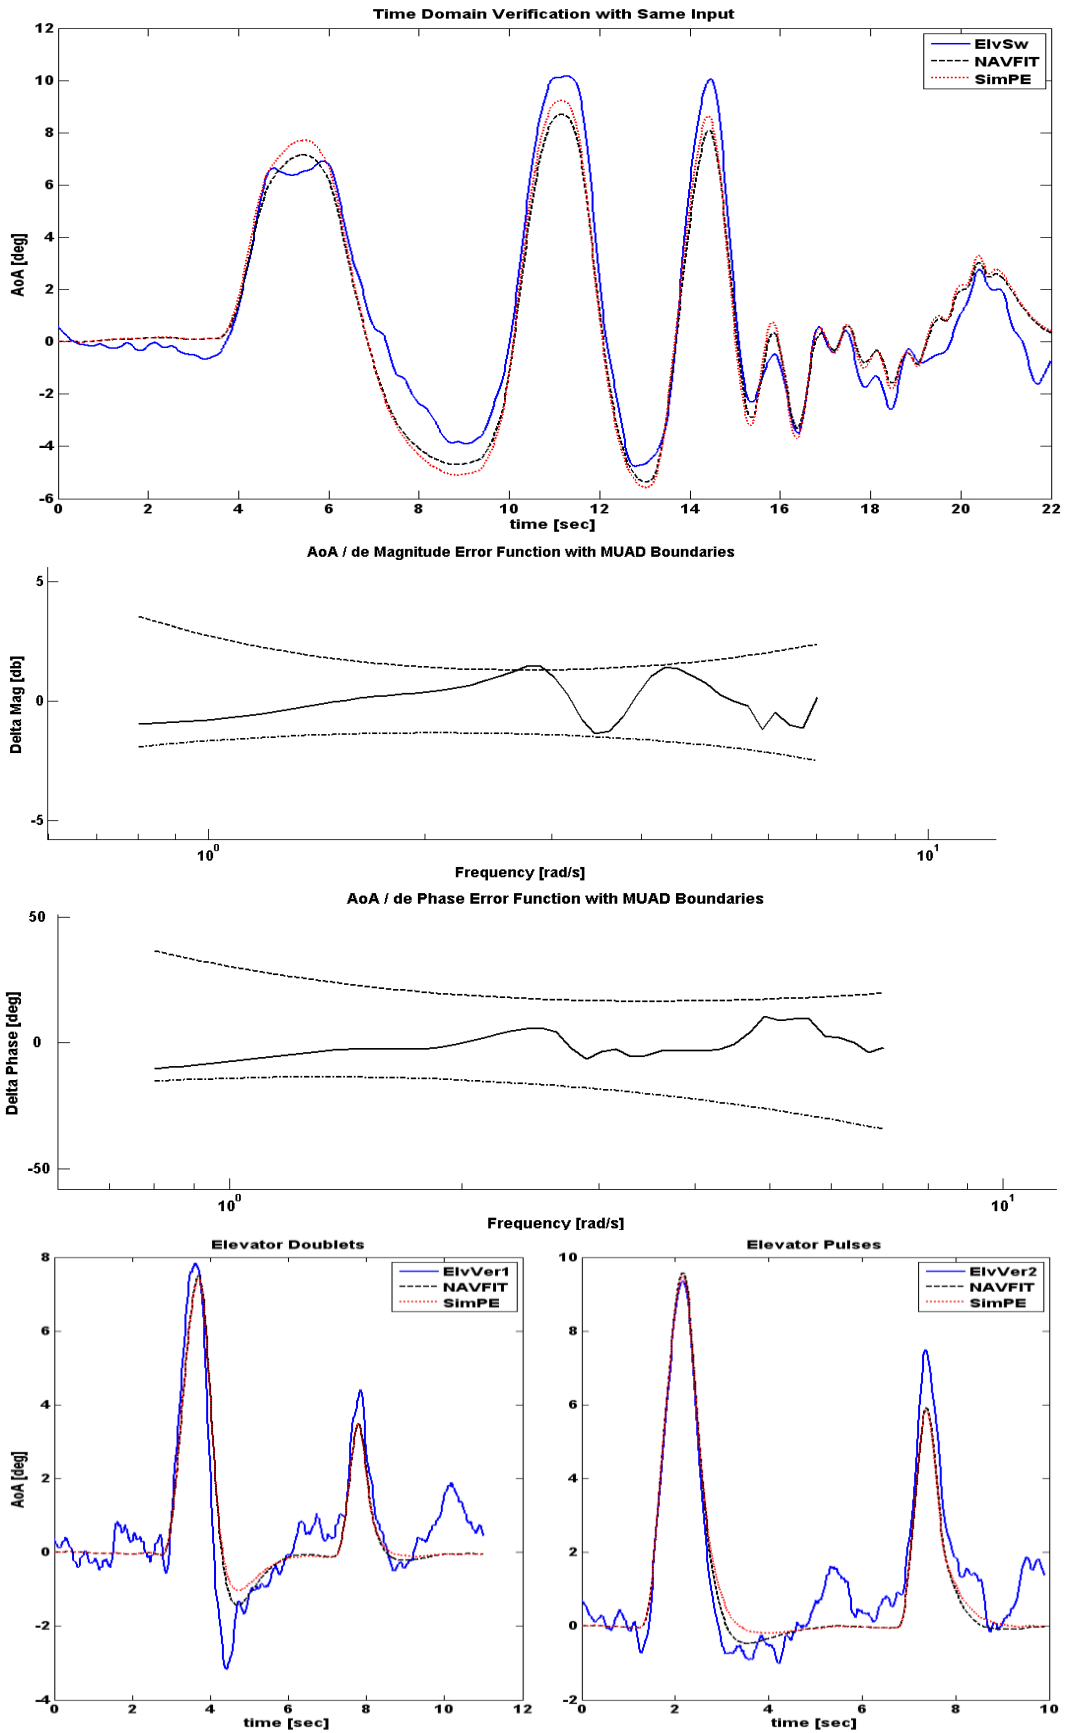 Time Domain Verification with Same Input
12
10
8
6
4
2
0
-2
-4
-6
AoA [deg]
ElvSw
NAVFIT
SimPE
0 2 4 6 8 10 12 14 16 18 20 22
time [sec]
AoA / de Magnitude Error Function with MUAD Boundaries
5
0
-5
Delta Mag [db]
10^0 10^1
Frequency [rad/s]
AoA / de Phase Error Function with MUAD Boundaries
50
0
-50
Delta Phase [deg]
10^0 10^1
Frequency [rad/s]
Elevator Doublets
8
6
4
2
0
-2
-4
AoA [deg]
ElvVer1
NAVFIT
SimPE
0 2 4 6 8 10 12
time [sec]
Elevator Pulses
10
8
6
4
2
0
-2
ElvVer2
NAVFIT
SimPE
0 2 4 6 8 10
time [sec]